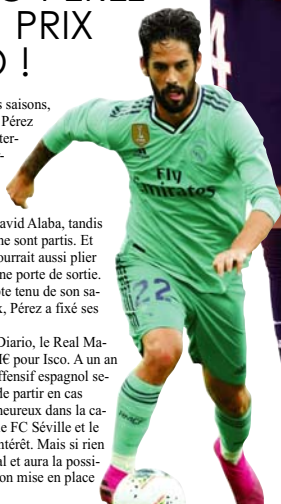 PRIX
!
s saisons,
Pérez
ter-
avid Alaba, tandis
ne sont partis. Et
ourrait aussi plier
ne porte de sortie.
te tenu de son sa-
x, Pérez a fixé ses
Diario, le Real Ma-
€ pour Isco. A un an
ffensif espagnol se-
de partir en cas
heureux dans la ca-
e FC Séville et le
ntérêt. Mais si rien
al et aura la possi-
on mise en place
Fly
Emirates
22
4